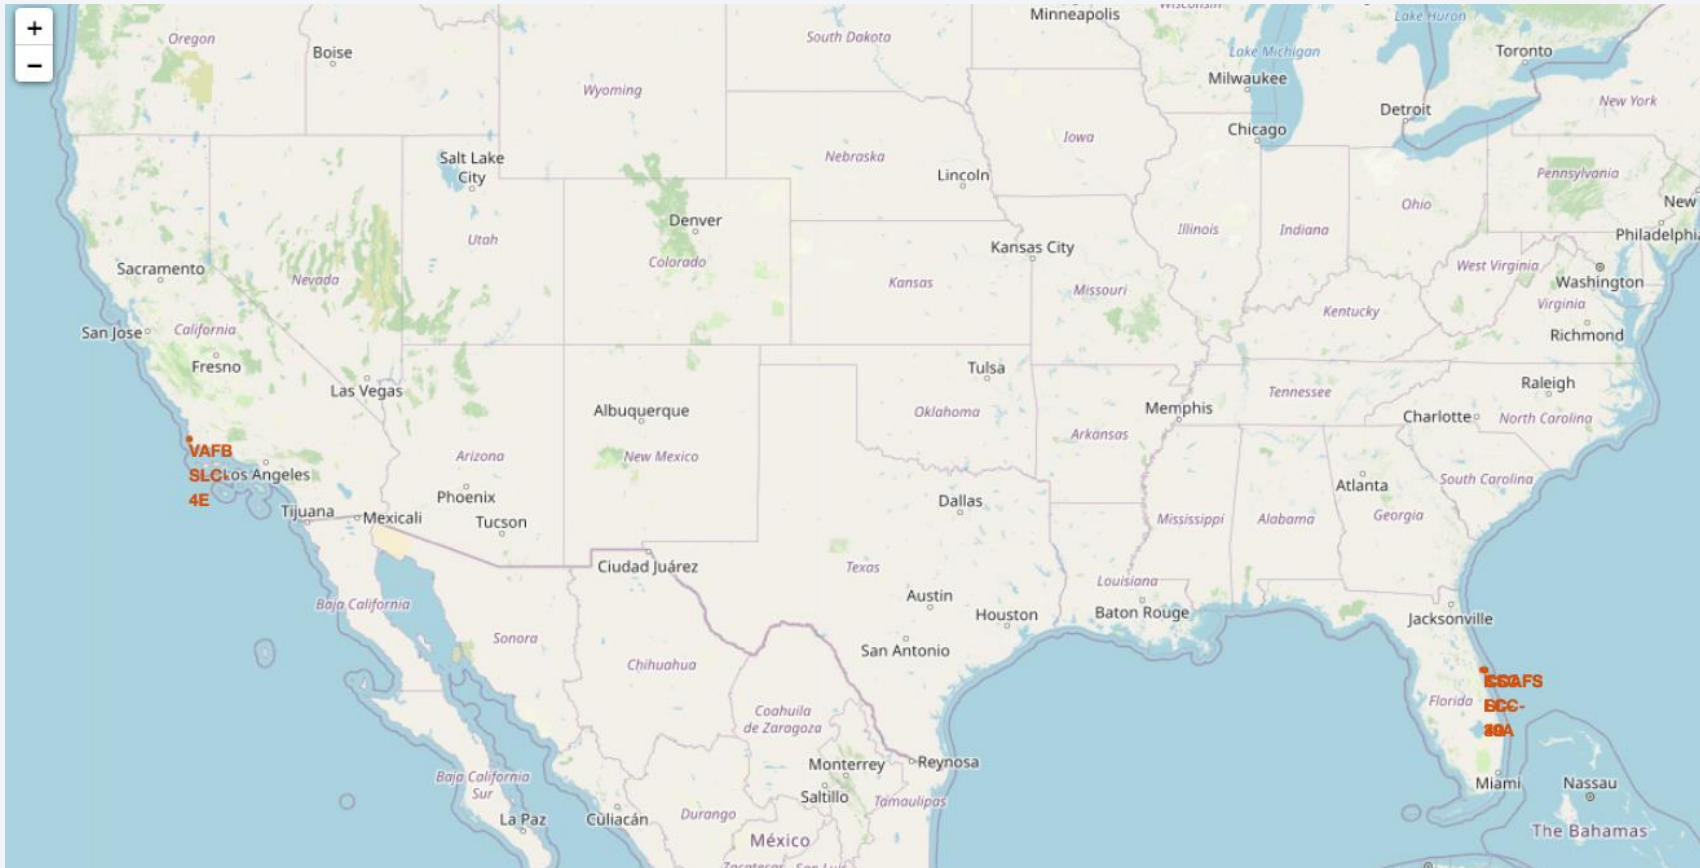 +
−
Minneapolis
Wisconsin
Lake Huron
Oregon
South Dakota
Boise
Lake Michigan
Toronto
Milwaukee
Wyoming
New York
Detroit
Chicago
Iowa
Salt Lake
City
Nebraska
Lincoln
Pennsylvania
New
Ohio
Denver
Utah
Illinois
Indiana
Philadelphia
Kansas City
Colorado
Sacramento
Nevada
Kansas
Missouri
West Virginia
Washington
Virginia
Kentucky
San Jose
California
Richmond
Fresno
Tulsa
Las Vegas
Tennessee
Raleigh
Albuquerque
Oklahoma
Memphis
Charlotte
North Carolina
Arkansas
VAFB
SLC-
4E
Los Angeles
Arizona
New Mexico
South Carolina
Atlanta
Phoenix
Dallas
Tijuana
Mexicali
Tucson
Mississippi
Alabama
Georgia
Ciudad Juárez
Texas
Louisiana
Austin
Baja California
Houston
Baton Rouge
Jacksonville
Sonora
San Antonio
Chihuahua
Florida
Coahuila
de Zaragoza
Monterrey
Reynosa
Baja California
Sur
Miami
Nassau
Saltillo
Tamaulipas
La Paz
Culiacán
Durango
The Bahamas
México
Zacatecas
San Luis